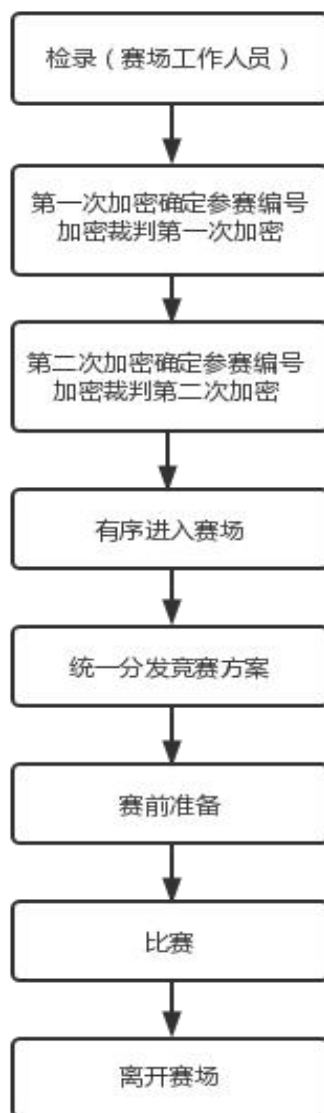 检录（赛场工作人员）
第一次加密确定参赛编号
加密裁判第一次加密
第二次加密确定参赛编号
加密裁判第二次加密
有序进入赛场
统一分发竞赛方案
赛前准备
比赛
离开赛场